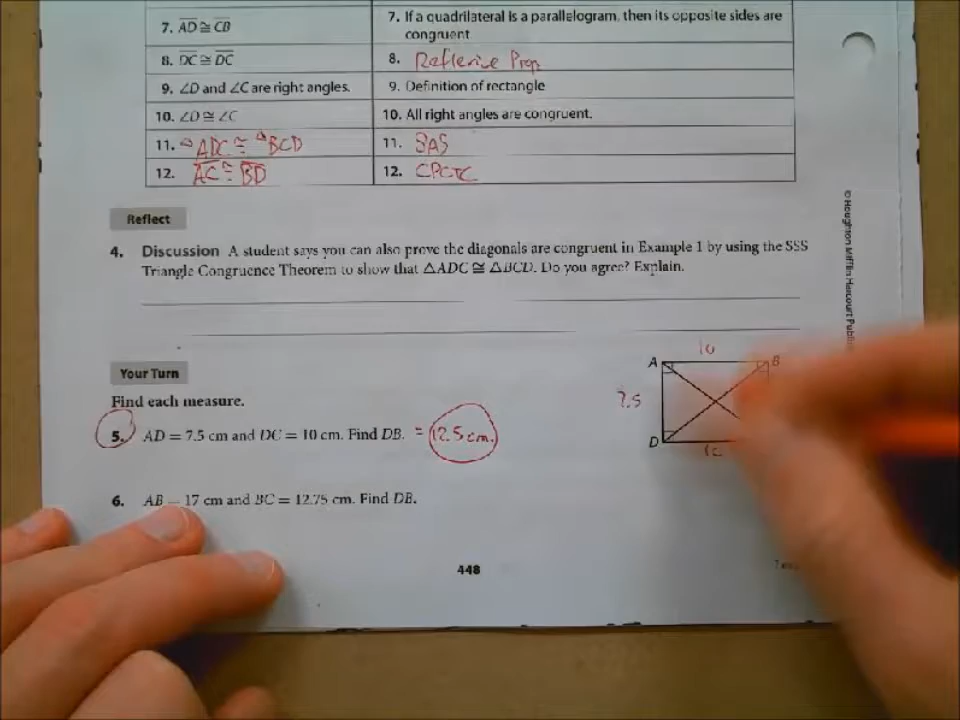 7. AD ≅ CB
7. If a quadrilateral is a parallelogram, then its opposite sides are
congruent
8. DC ≅ DC
8. Reflexive Prop
9. ∠D and ∠C are right angles.
9. Definition of rectangle
10. ∠D ≅ ∠C
10. All right angles are congruent.
11. △ADC ≅ △BCD
11. SAS
12. AC ≅ BD
12. CPCTC
Reflect
4. Discussion A student says you can also prove the diagonals are congruent in Example 1 by using the SSS
Triangle Congruence Theorem to show that △ADC ≅ △BCD. Do you agree? Explain.
Your Turn
Find each measure.
5. AD = 7.5 cm and DC = 10 cm. Find DB. = 12.5 cm.
6. AB = 17 cm and BC = 12.75 cm. Find DB.
10
A
B
7.5
D
10
448
© Houghton Mifflin Harcourt Publi